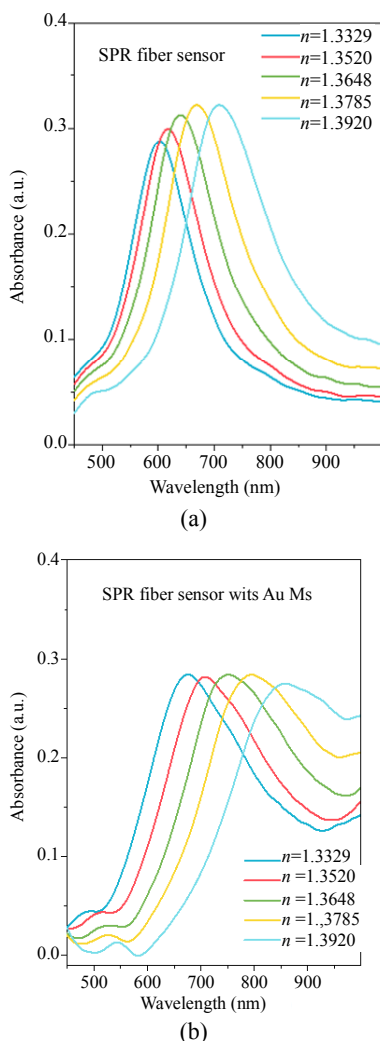 0.4
SPR fiber sensor
n=1.3329
n=1.3520
n=1.3648
n=1.3785
n=1.3920
0.3
0.2
0.1
0.0
Absorbance (a.u.)
500 600 700 800 900
Wavelength (nm)
(a)
0.4
SPR fiber sensor wits Au Ms
0.3
0.2
0.1
0.0
Absorbance (a.u.)
n=1.3329
n =1.3520
n =1.3648
n =1.,3785
n =1.3920
500 600 700 800 900
Wavelength (nm)
(b)